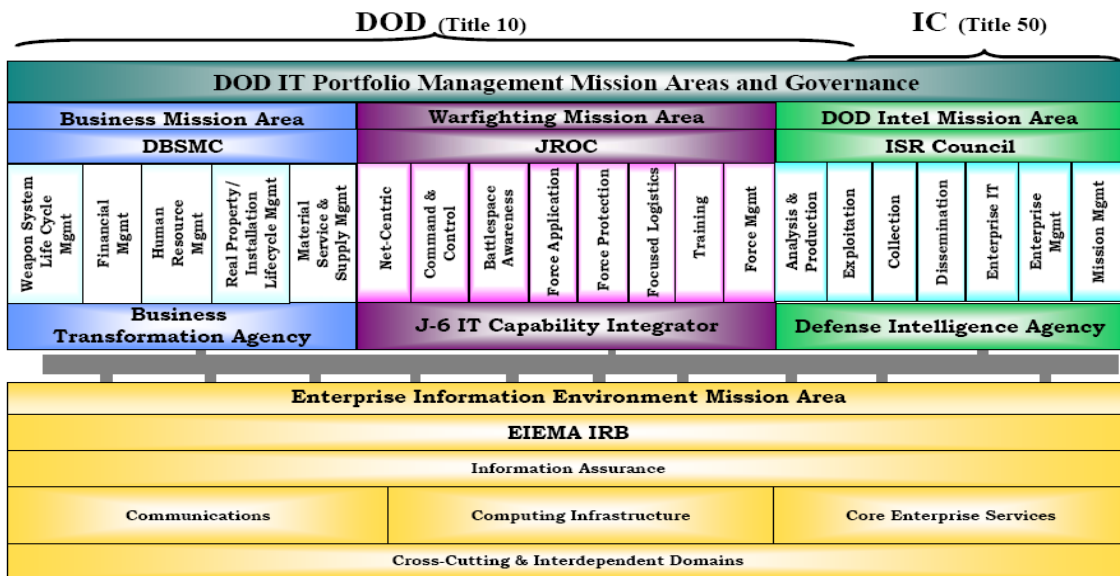 DOD (Title 10)
IC (Title 50)
DOD IT Portfolio Management Mission Areas and Governance
Business Mission Area
Warfighting Mission Area
DOD Intel Mission Area
DBSMC
JROC
ISR Council
Weapon System
Life Cycle
Mgmt
Financial
Mgmt
Human
Resource
Mgmt
Real Property/
Installation
Lifecycle Mgmt
Material
Service &
Supply Mgmt
Net-Centric
Command &
Control
Battlespace
Awareness
Force Application
Force Protection
Focused Logistics
Training
Force Mgmt
Analysis &
Production
Exploitation
Collection
Dissemination
Enterprise IT
Enterprise
Mgmt
Mission Mgmt
Business
Transformation Agency
J-6 IT Capability Integrator
Defense Intelligence Agency
Enterprise Information Environment Mission Area
EIEMA IRB
Information Assurance
Communications
Computing Infrastructure
Core Enterprise Services
Cross-Cutting & Interdependent Domains